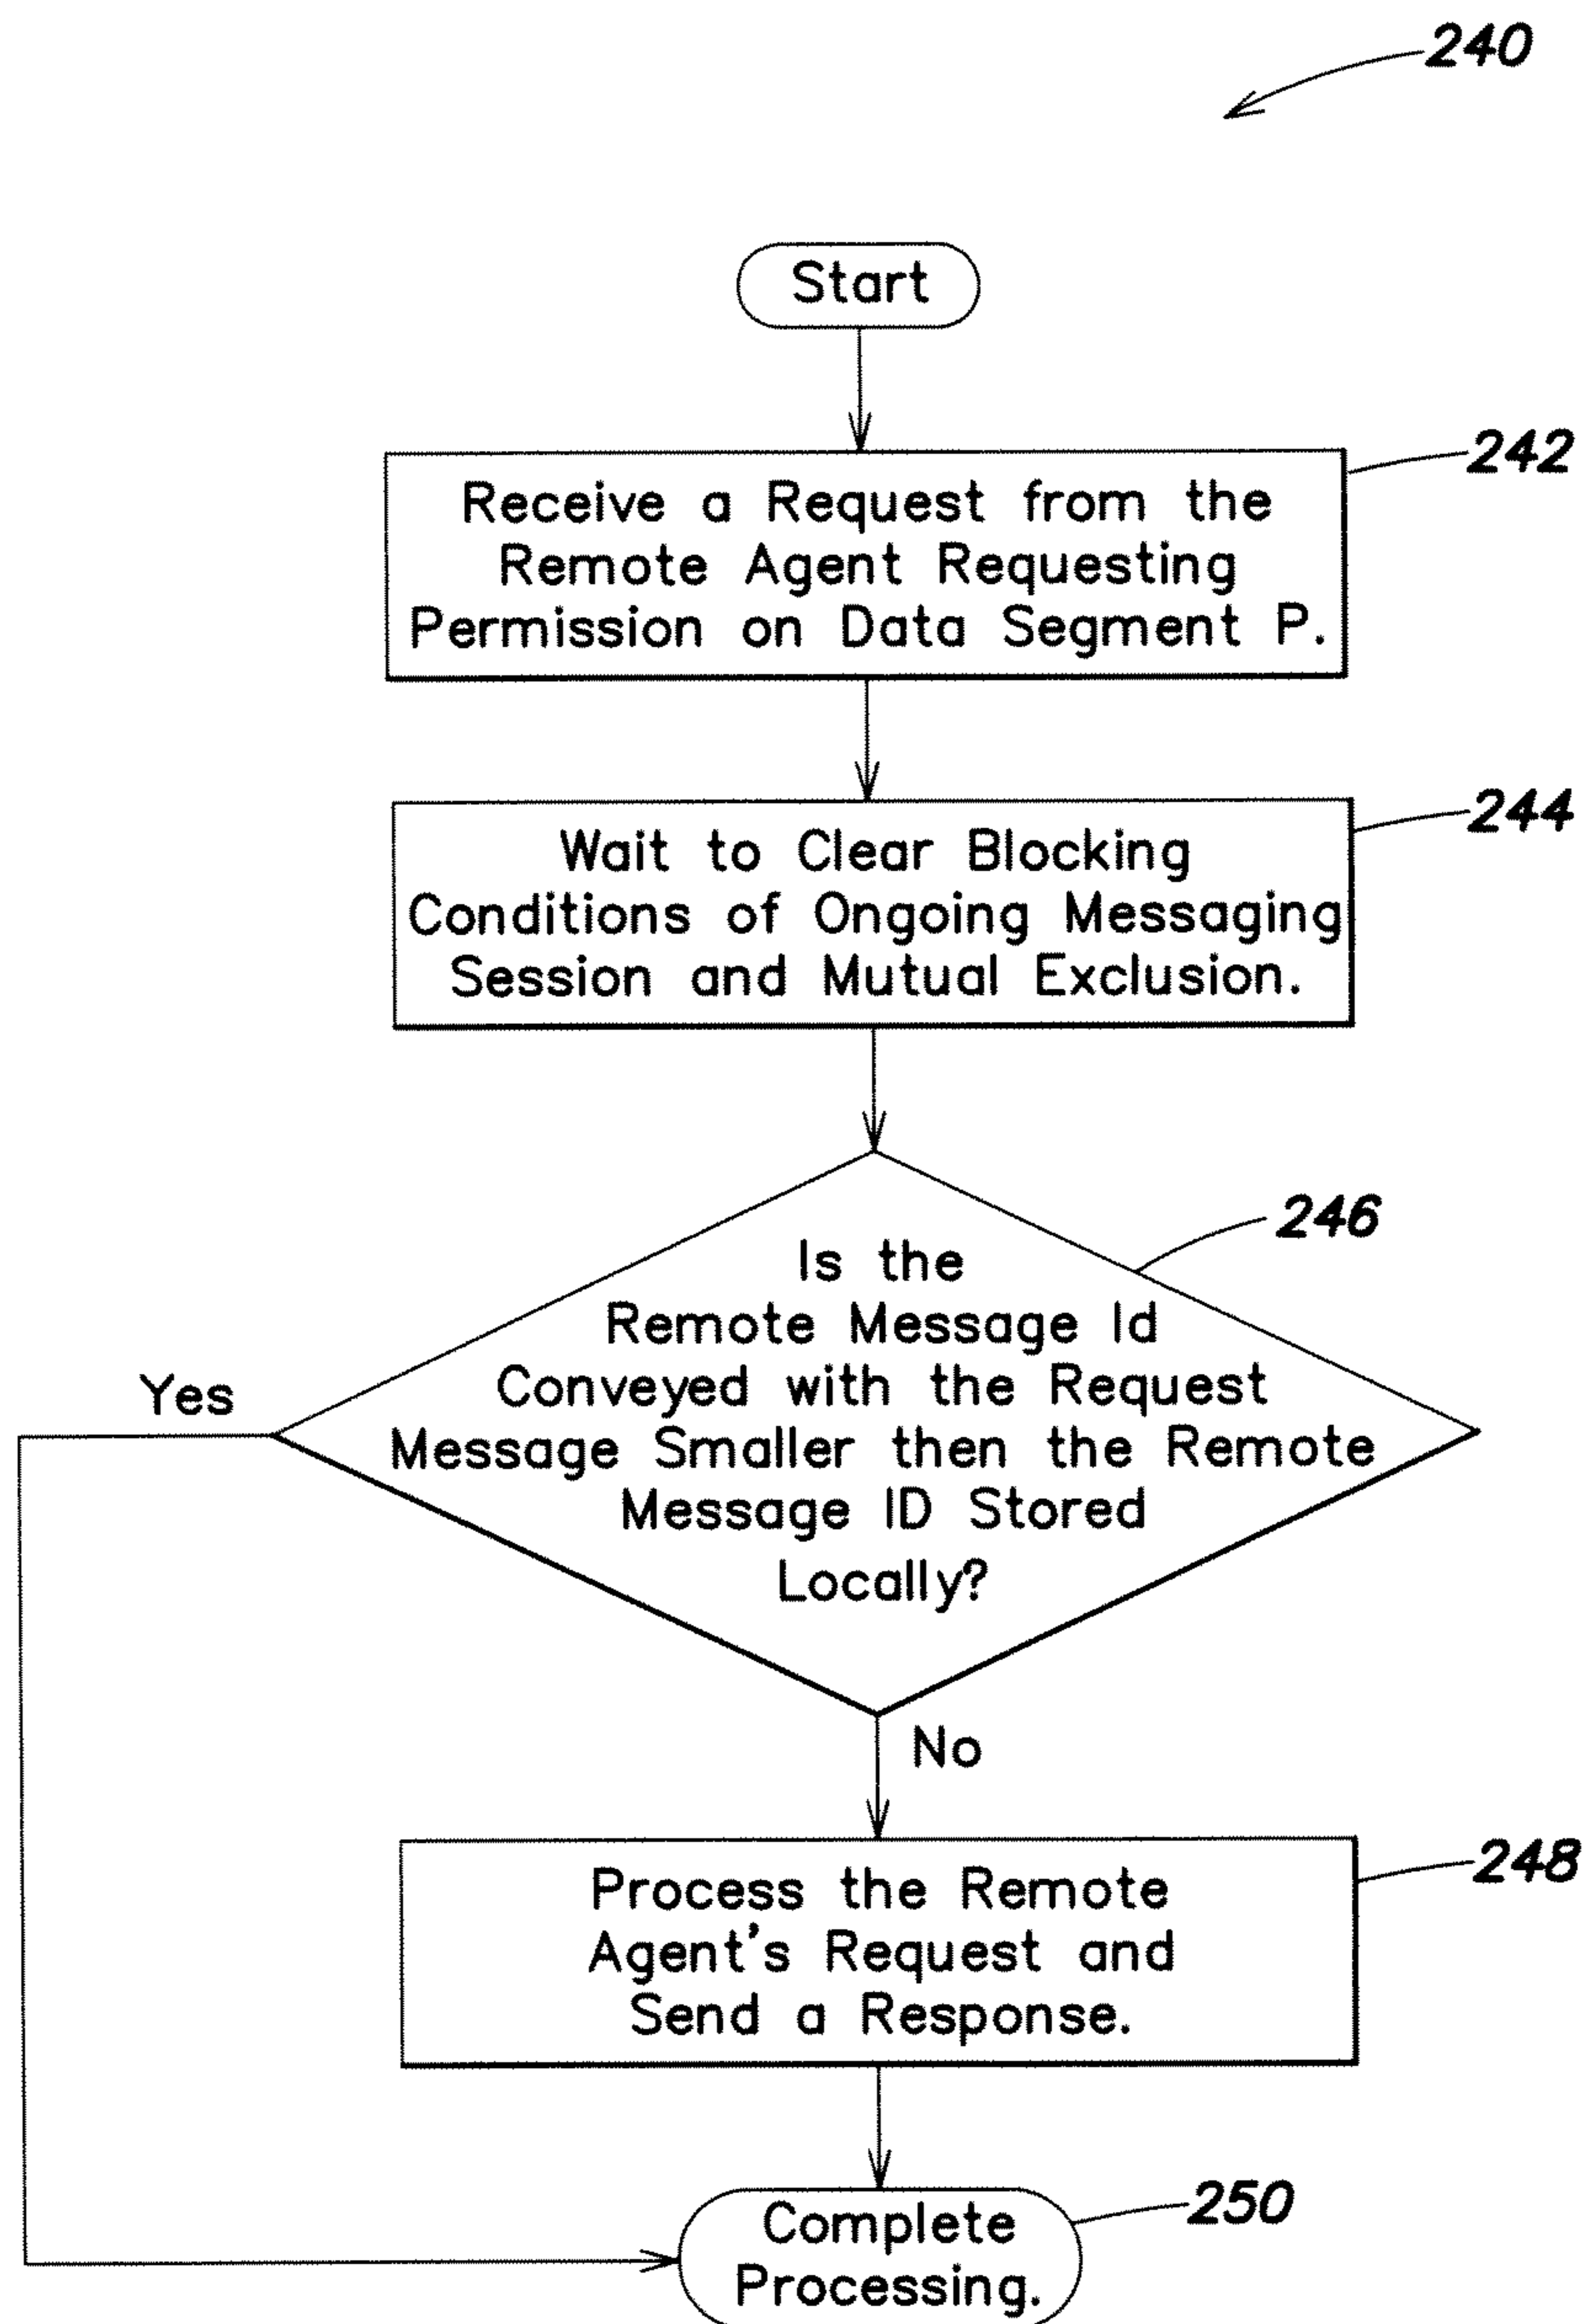 240
Start
242
Receive a Request from the
Remote Agent Requesting
Permission on Data Segment P.
244
Wait to Clear Blocking
Conditions of Ongoing Messaging
Session and Mutual Exclusion.
246
Is the
Remote Message Id
Conveyed with the Request
Message Smaller then the Remote
Message ID Stored
Locally?
Yes
No
248
Process the Remote
Agent's Request and
Send a Response.
250
Complete
Processing.